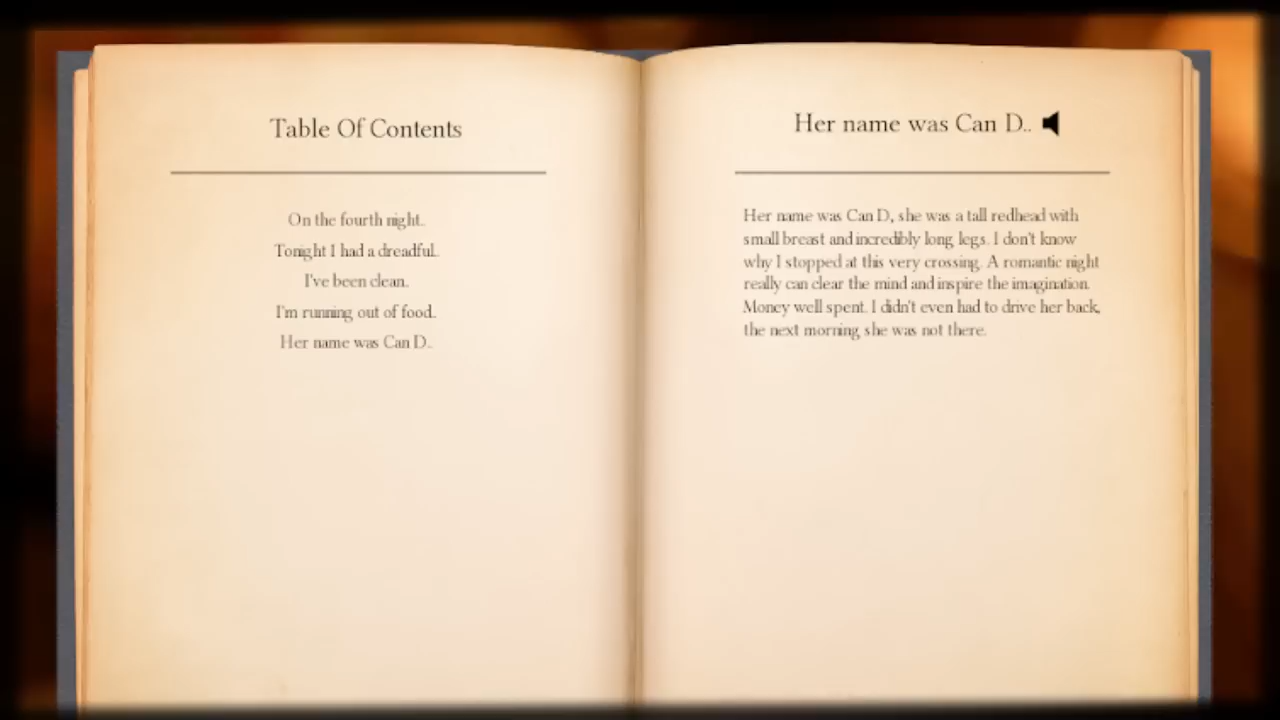 Table Of Contents
On the fourth night..
Tonight I had a dreadful..
I've been clean..
I'm running out of food..
Her name was Can D..
Her name was Can D..
Her name was Can D, she was a tall redhead with
small breast and incredibly long legs. I don't know
why I stopped at this very crossing. A romantic night
really can clear the mind and inspire the imagination.
Money well spent. I didn't even had to drive her back,
the next morning she was not there.